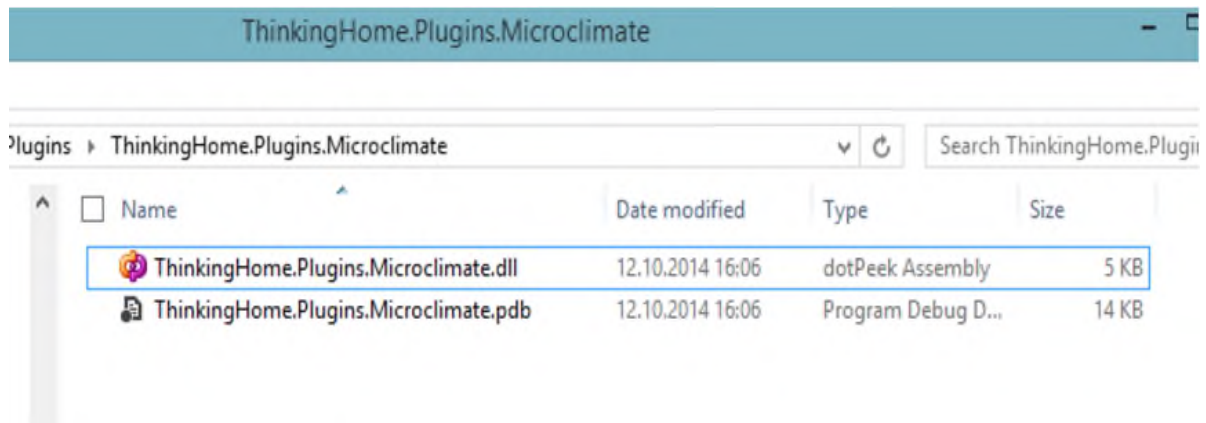 ThinkingHome.Plugins.Microclimate
Plugins ThinkingHome.Plugins.Microclimate Search ThinkingHome.Plugi
Name Date modified Type Size
ThinkingHome.Plugins.Microclimate.dll 12.10.2014 16:06 dotPeek Assembly 5 KB
ThinkingHome.Plugins.Microclimate.pdb 12.10.2014 16:06 Program Debug D... 14 KB